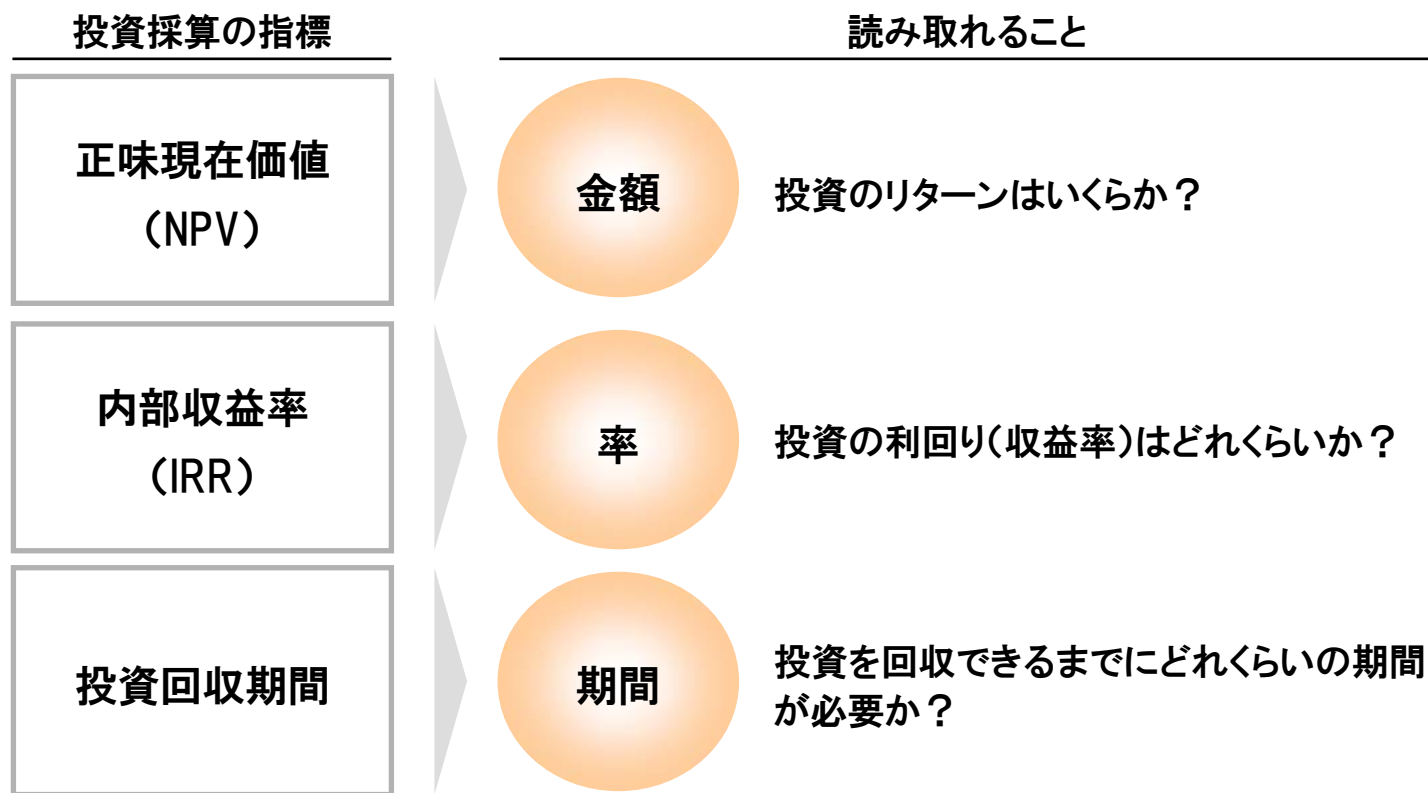 投資採算の指標
読み取れること
正味現在価値
（NPV）
金額
投資のリターンはいくらか？
内部収益率
（IRR）
率
投資の利回り（収益率）はどれくらいか？
投資回収期間
期間
投資を回収できるまでにどれくらいの期間
が必要か？